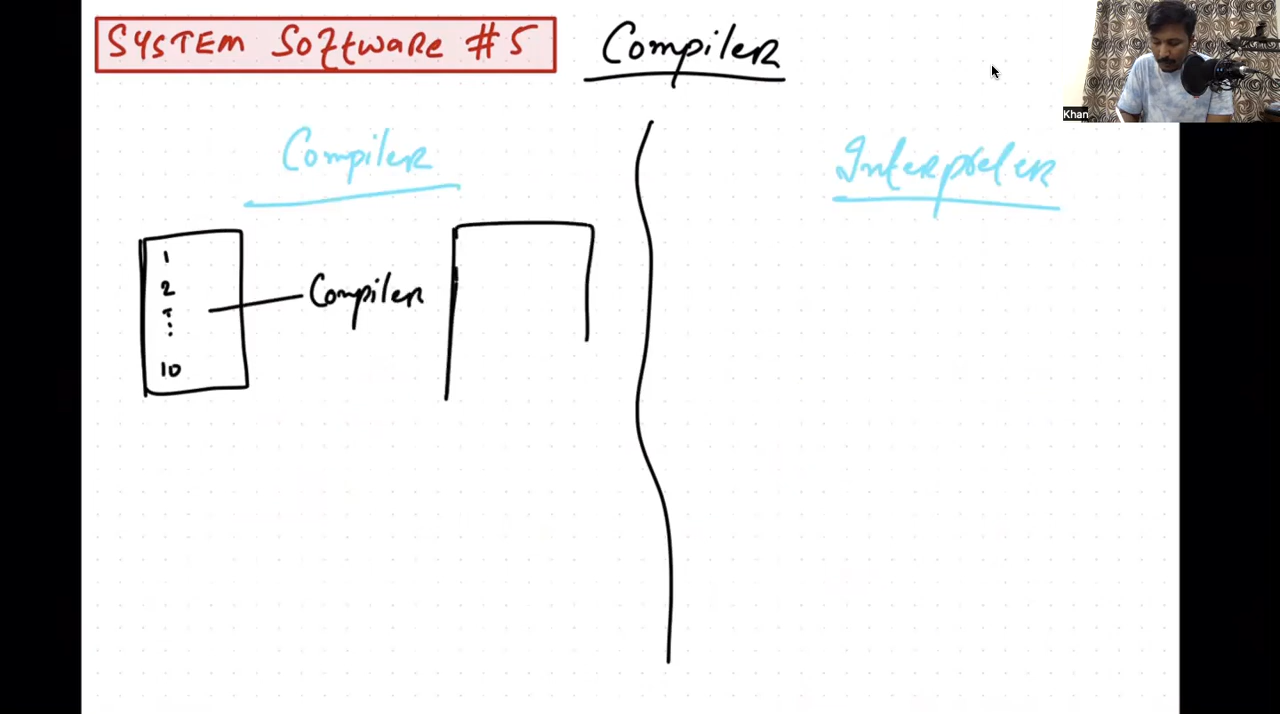 SYSTEM SOftware #5
Compiler
Khan
Compiler
Interpreter
1
2
:
10
Compiler